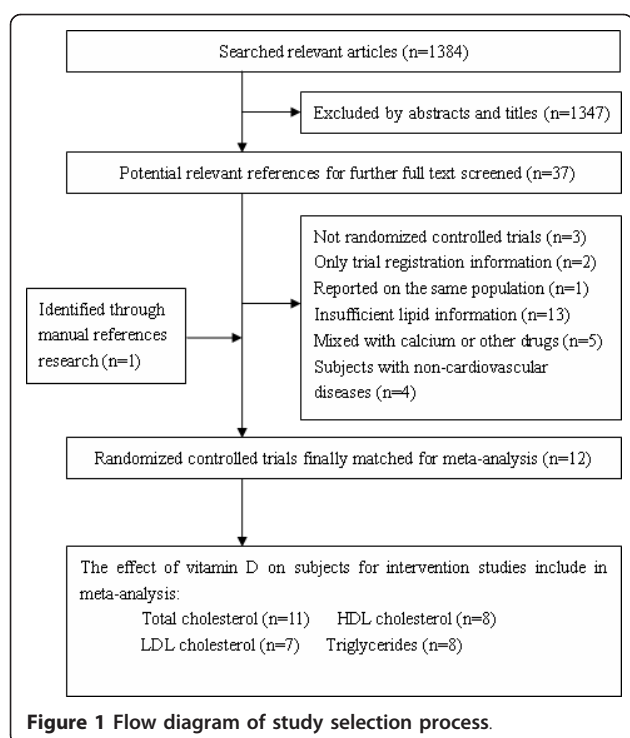 Searched relevant articles (n=1384)
Excluded by abstracts and titles (n=1347)
Potential relevant references for further full text screened (n=37)
Not randomized controlled trials (n=3)
Only trial registration information (n=2)
Reported on the same population (n=1)
Insufficient lipid information (n=13)
Mixed with calcium or other drugs (n=5)
Subjects with non-cardiovascular
diseases (n=4)
Identified through
manual references
research (n=1)
Randomized controlled trials finally matched for meta-analysis (n=12)
The effect of vitamin D on subjects for intervention studies include in
meta-analysis:
Total cholesterol (n=11) HDL cholesterol (n=8)
LDL cholesterol (n=7) Triglycerides (n=8)
Figure 1 Flow diagram of study selection process.